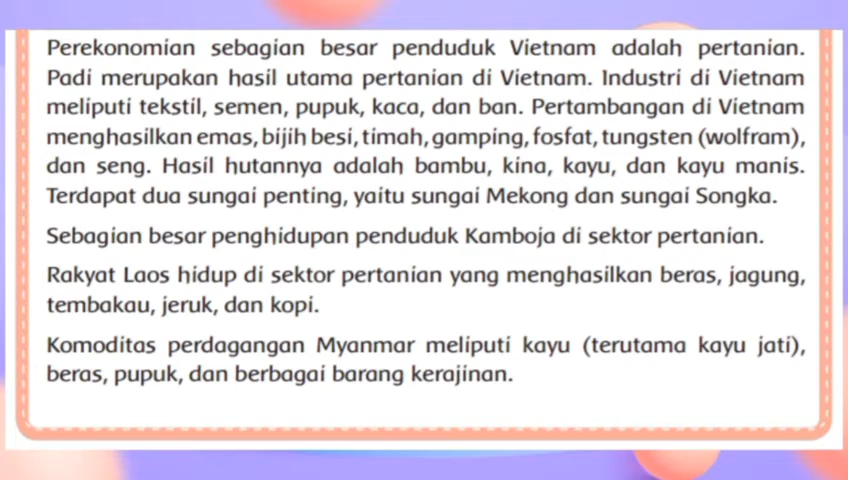 Perekonomian sebagian besar penduduk Vietnam adalah pertanian.
Padi merupakan hasil utama pertanian di Vietnam. Industri di Vietnam
meliputi tekstil, semen, pupuk, kaca, dan ban. Pertambangan di Vietnam
menghasilkan emas, bijih besi, timah, gamping, fosfat, tungsten (wolfram),
dan seng. Hasil hutannya adalah bambu, kina, kayu, dan kayu manis.
Terdapat dua sungai penting, yaitu sungai Mekong dan sungai Songka.
Sebagian besar penghidupan penduduk Kamboja di sektor pertanian.
Rakyat Laos hidup di sektor pertanian yang menghasilkan beras, jagung,
tembakau, jeruk, dan kopi.
Komoditas perdagangan Myanmar meliputi kayu (terutama kayu jati),
beras, pupuk, dan berbagai barang kerajinan.